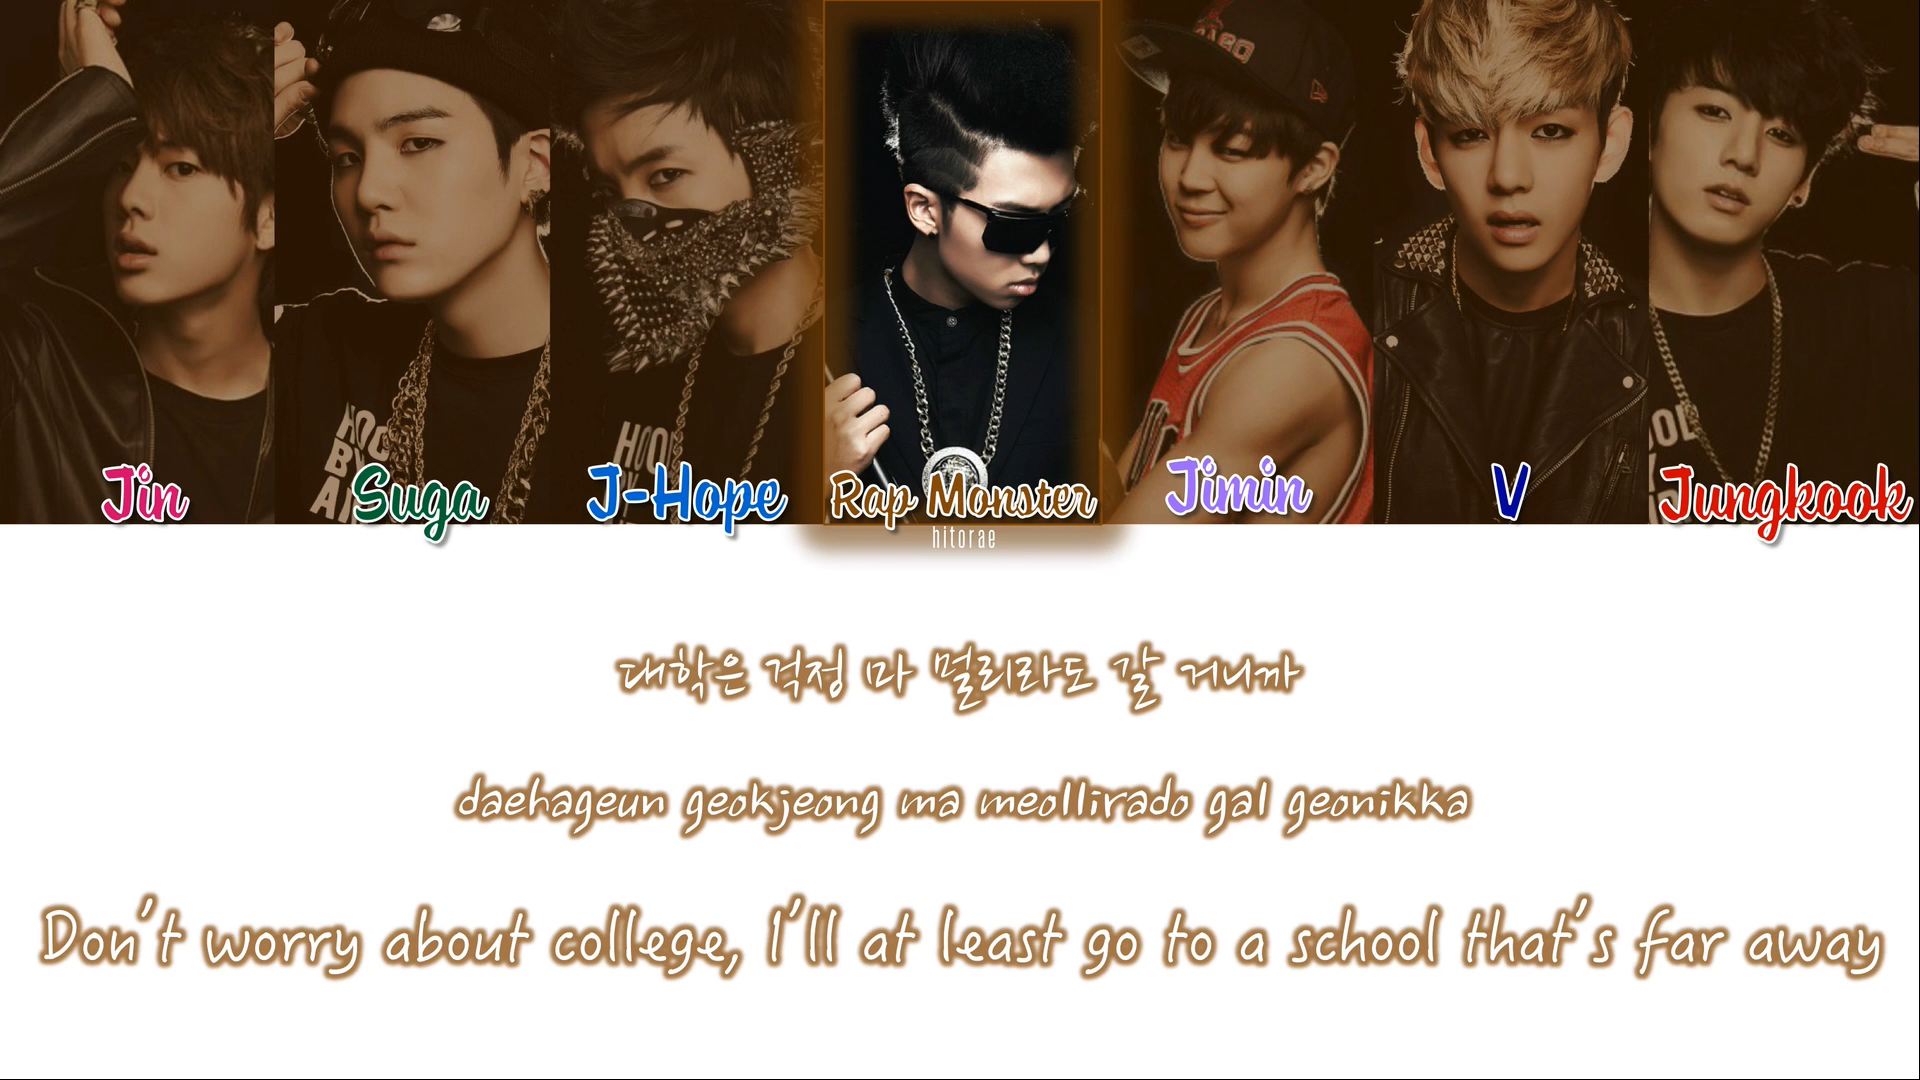 Jin
Suga
J-Hope
Rap Monster
Jimin
V
Jungkook
hitorae
대학은 걱정 마 멀리라도 갈 거니까
daehageun geokjeong ma meollirado gal geonikka
Don't worry about college, I'll at least go to a school that's far away